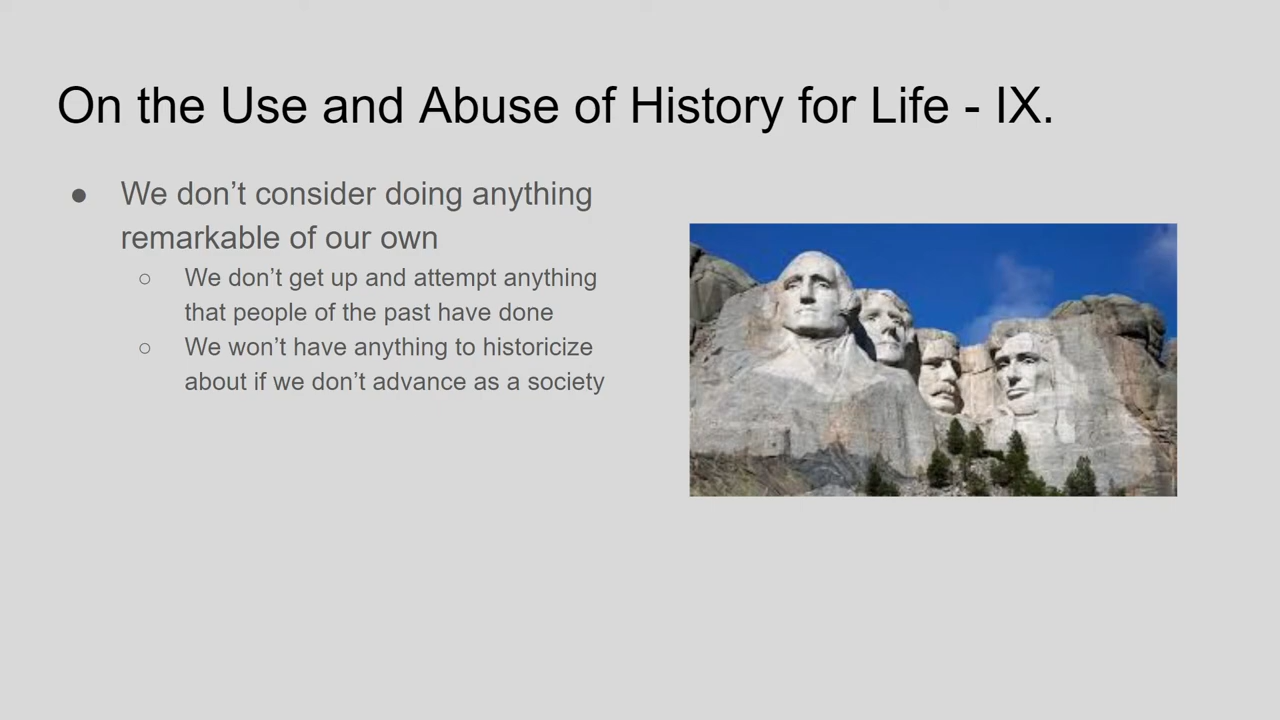 On the Use and Abuse of History for Life - IX.
● We don’t consider doing anything
remarkable of our own
○ We don’t get up and attempt anything
that people of the past have done
○ We won’t have anything to historicize
about if we don’t advance as a society